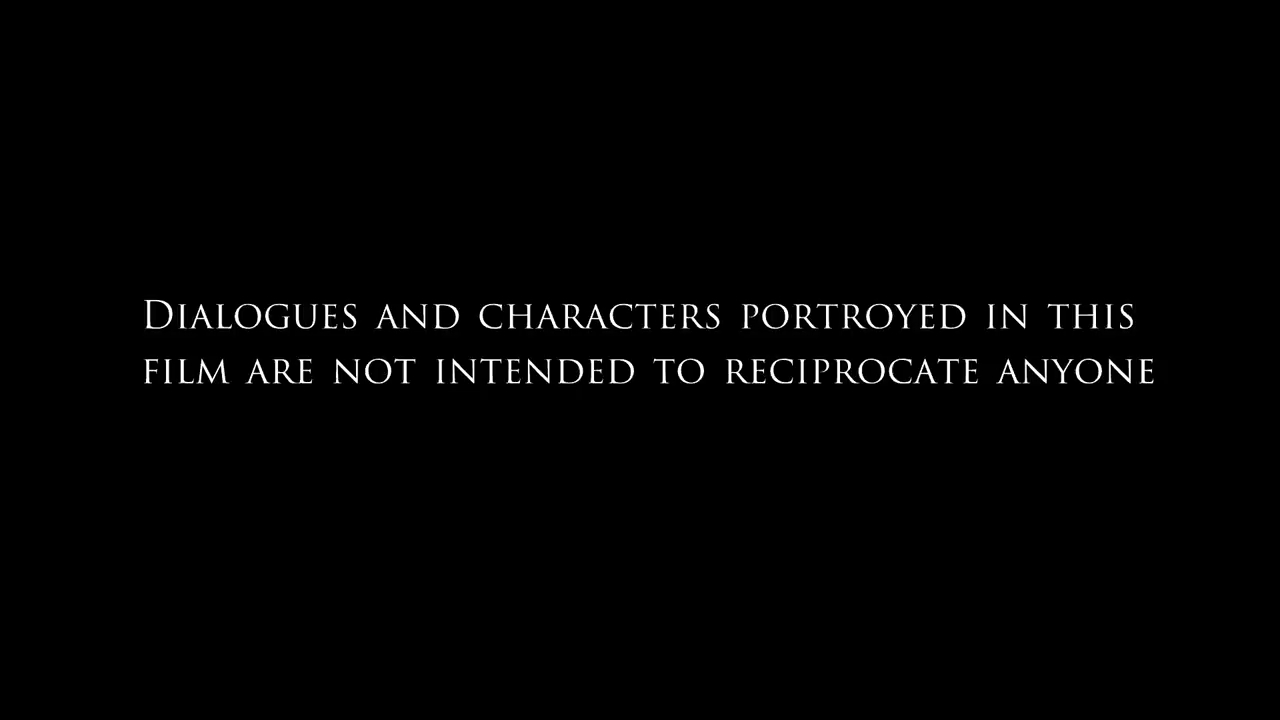 Dialogues and characters portroyed in this
film are not intended to reciprocate anyone